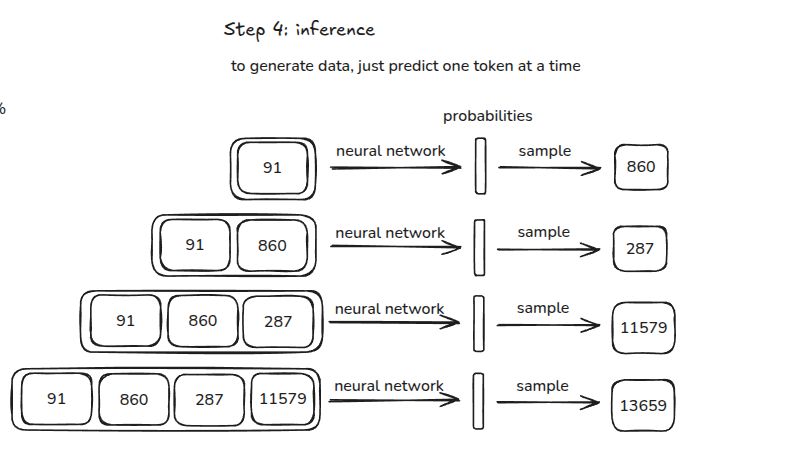 Step 4: inference
to generate data, just predict one token at a time
%
probabilities
91 neural network sample 860
91 860 neural network sample 287
91 860 287 neural network sample 11579
91 860 287 11579 neural network sample 13659